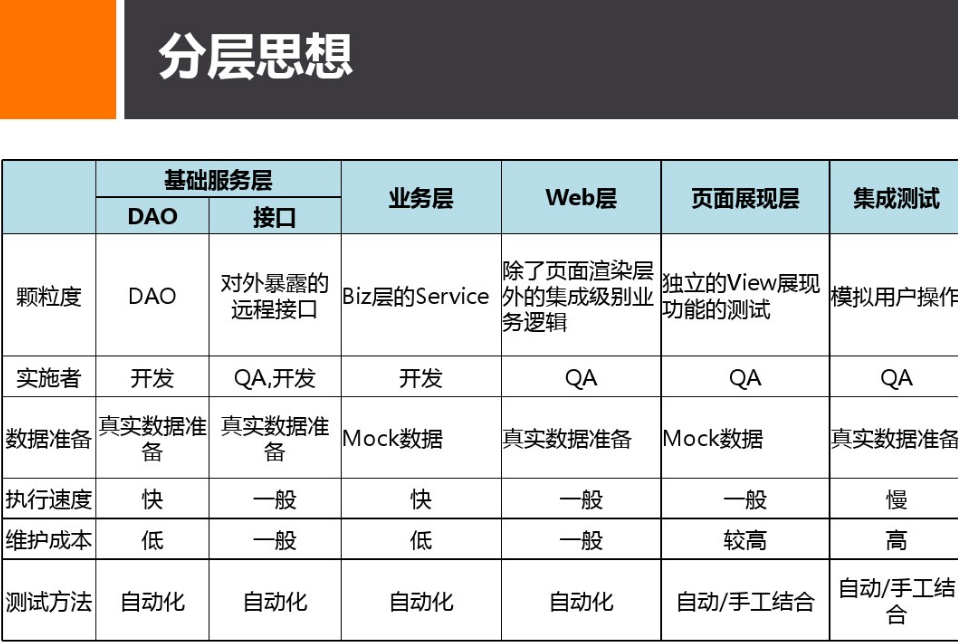 分层思想
基础服务层
业务层
Web层
页面展现层
集成测试
DAO
接口
颗粒度
DAO
对外暴露的
远程接口
Biz层的Service
除了页面渲染层
外的集成级别业
务逻辑
独立的View展现
功能的测试
模拟用户操作
实施者
开发
QA,开发
开发
QA
QA
QA
数据准备
真实数据准
备
真实数据准
备
Mock数据
真实数据准备
Mock数据
真实数据准备
执行速度
快
一般
快
一般
一般
慢
维护成本
低
一般
低
一般
较高
高
测试方法
自动化
自动化
自动化
自动化
自动/手工结合
自动/手工结
合